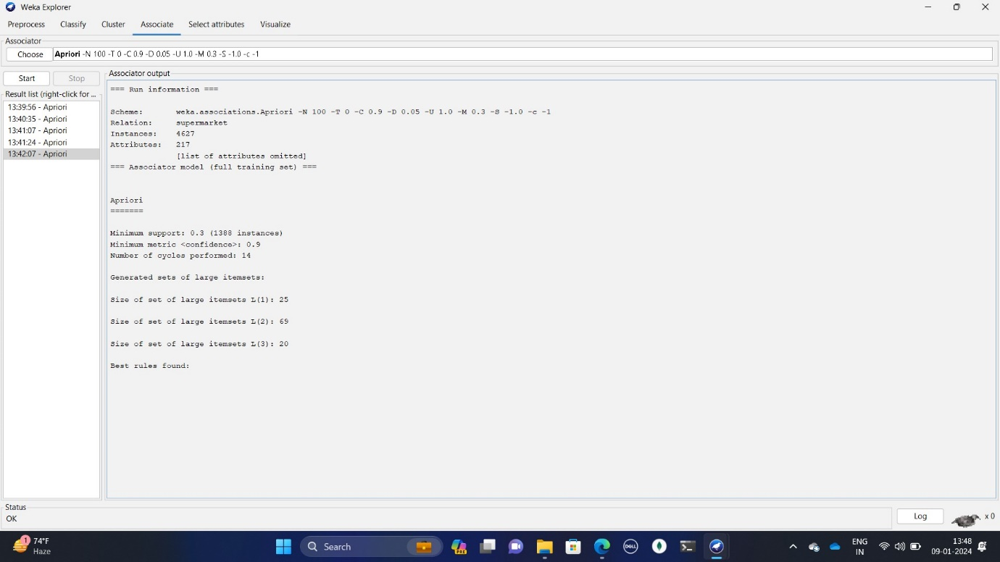 Weka Explorer
Preprocess Classify Cluster Associate Select attributes Visualize
Associator
Choose Apriori -N 100 -T 0 -C 0.9 -D 0.05 -U 1.0 -M 0.3 -S -1.0 -c -1
Start Stop
Result list (right-click for ...
13:39:56 - Apriori
13:40:35 - Apriori
13:41:07 - Apriori
13:41:24 - Apriori
13:42:07 - Apriori
Associator output
=== Run information ===
Scheme: weka.associations.Apriori -N 100 -T 0 -C 0.9 -D 0.05 -U 1.0 -M 0.3 -S -1.0 -c -1
Relation: supermarket
Instances: 4627
Attributes: 217
[list of attributes omitted]
=== Associator model (full training set) ===
Apriori
=======
Minimum support: 0.3 (1388 instances)
Minimum metric <confidence>: 0.9
Number of cycles performed: 14
Generated sets of large itemsets:
Size of set of large itemsets L(1): 25
Size of set of large itemsets L(2): 69
Size of set of large itemsets L(3): 20
Best rules found:
Status
OK
Log x 0
1
74°F
Haze
Search
PRE
DELL
ENG
IN
13:48
09-01-2024